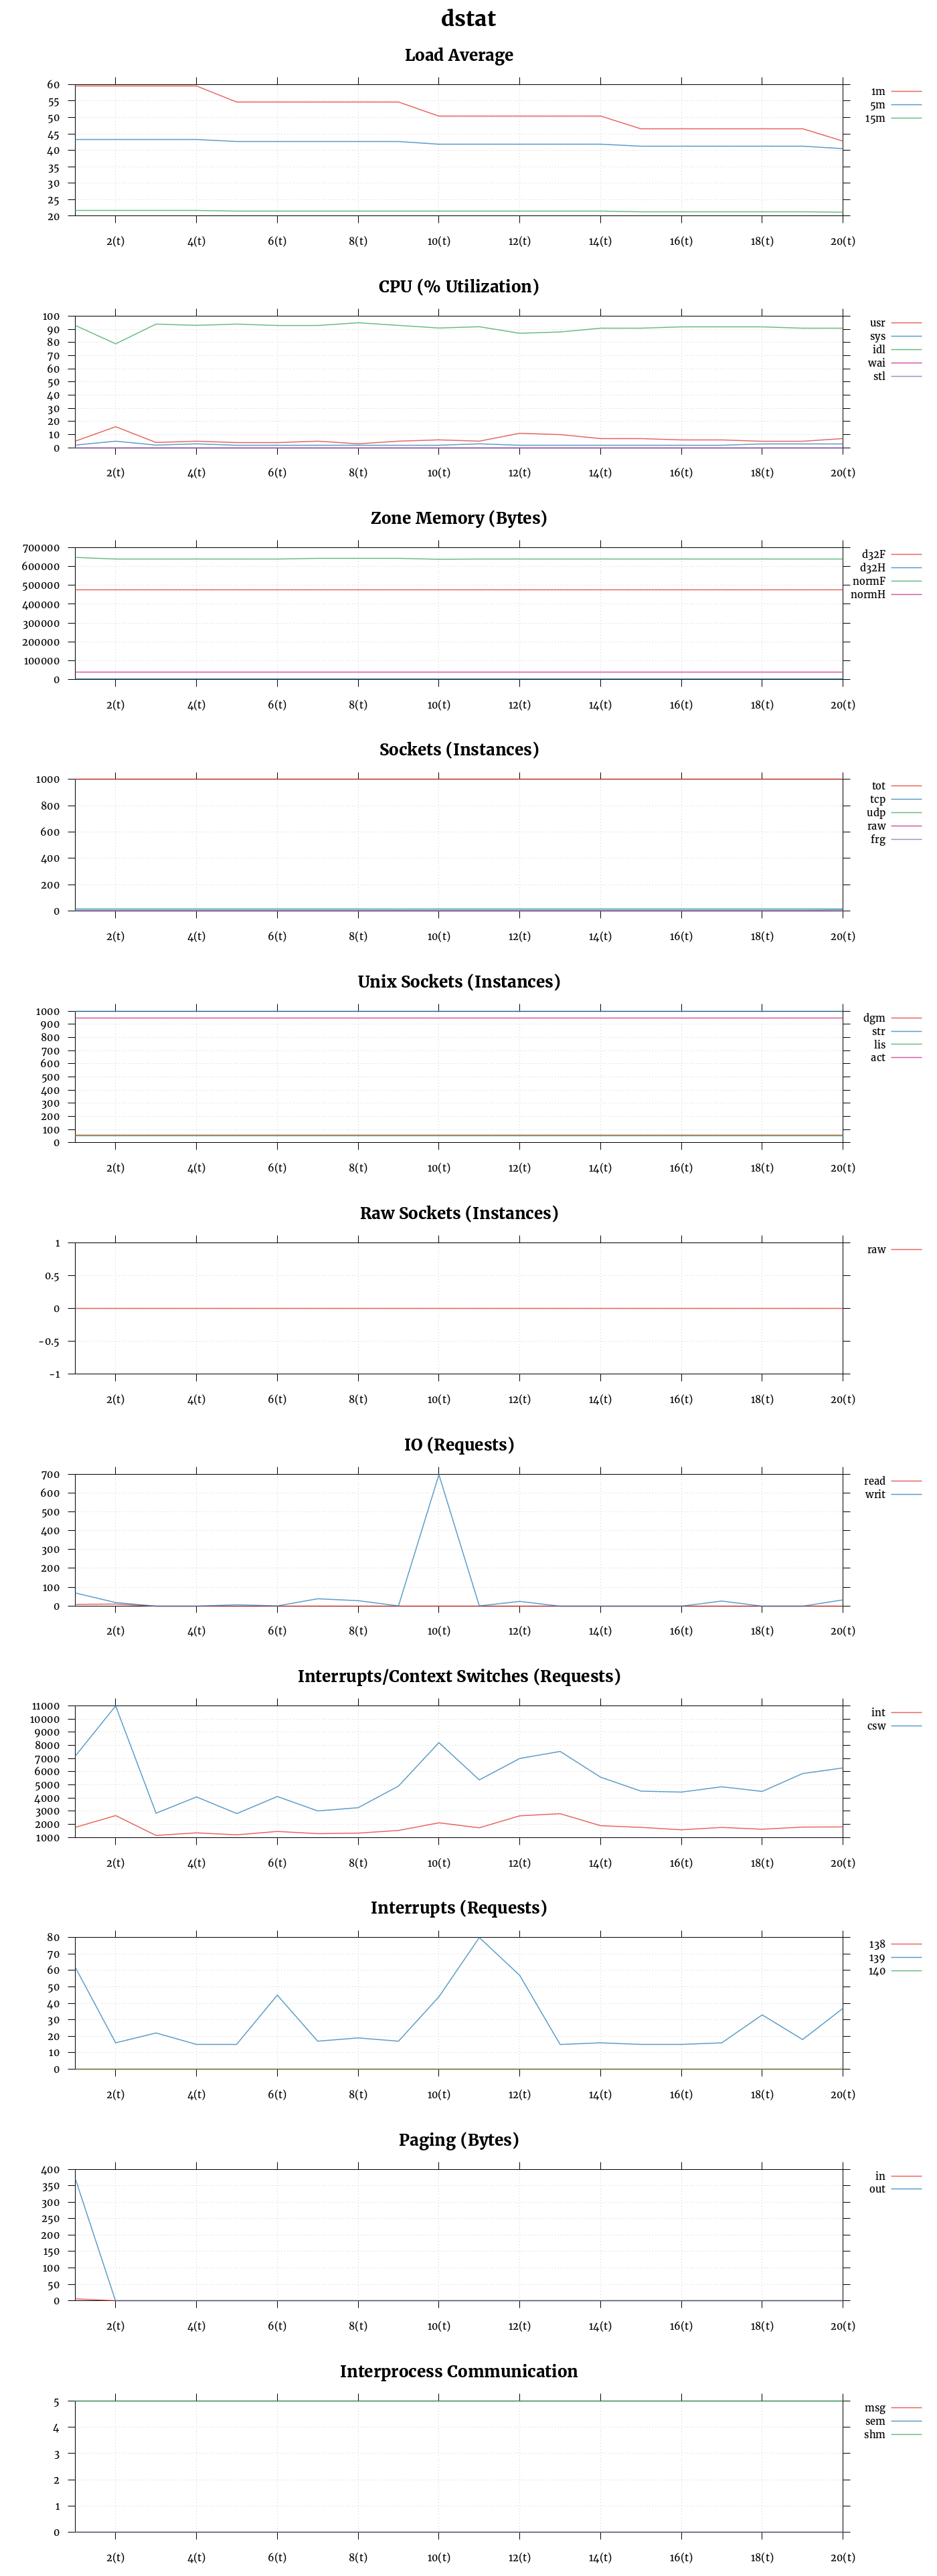 dstat
Load Average
60
55
50
45
40
35
30
25
20
2(t) 4(t) 6(t) 8(t) 10(t) 12(t) 14(t) 16(t) 18(t) 20(t)
1m
5m
15m
CPU (% Utilization)
100
90
80
70
60
50
40
30
20
10
0
2(t) 4(t) 6(t) 8(t) 10(t) 12(t) 14(t) 16(t) 18(t) 20(t)
usr
sys
idl
wai
stl
Zone Memory (Bytes)
700000
600000
500000
400000
300000
200000
100000
0
2(t) 4(t) 6(t) 8(t) 10(t) 12(t) 14(t) 16(t) 18(t) 20(t)
d32F
d32H
normF
normH
Sockets (Instances)
1000
800
600
400
200
0
2(t) 4(t) 6(t) 8(t) 10(t) 12(t) 14(t) 16(t) 18(t) 20(t)
tot
tcp
udp
raw
frg
Unix Sockets (Instances)
1000
900
800
700
600
500
400
300
200
100
0
2(t) 4(t) 6(t) 8(t) 10(t) 12(t) 14(t) 16(t) 18(t) 20(t)
dgm
str
lis
act
Raw Sockets (Instances)
1
0.5
0
-0.5
-1
2(t) 4(t) 6(t) 8(t) 10(t) 12(t) 14(t) 16(t) 18(t) 20(t)
raw
IO (Requests)
700
600
500
400
300
200
100
0
2(t) 4(t) 6(t) 8(t) 10(t) 12(t) 14(t) 16(t) 18(t) 20(t)
read
writ
Interrupts/Context Switches (Requests)
11000
10000
9000
8000
7000
6000
5000
4000
3000
2000
1000
2(t) 4(t) 6(t) 8(t) 10(t) 12(t) 14(t) 16(t) 18(t) 20(t)
int
csw
Interrupts (Requests)
80
70
60
50
40
30
20
10
0
2(t) 4(t) 6(t) 8(t) 10(t) 12(t) 14(t) 16(t) 18(t) 20(t)
138
139
140
Paging (Bytes)
400
350
300
250
200
150
100
50
0
2(t) 4(t) 6(t) 8(t) 10(t) 12(t) 14(t) 16(t) 18(t) 20(t)
in
out
Interprocess Communication
5
4
3
2
1
0
2(t) 4(t) 6(t) 8(t) 10(t) 12(t) 14(t) 16(t) 18(t) 20(t)
msg
sem
shm